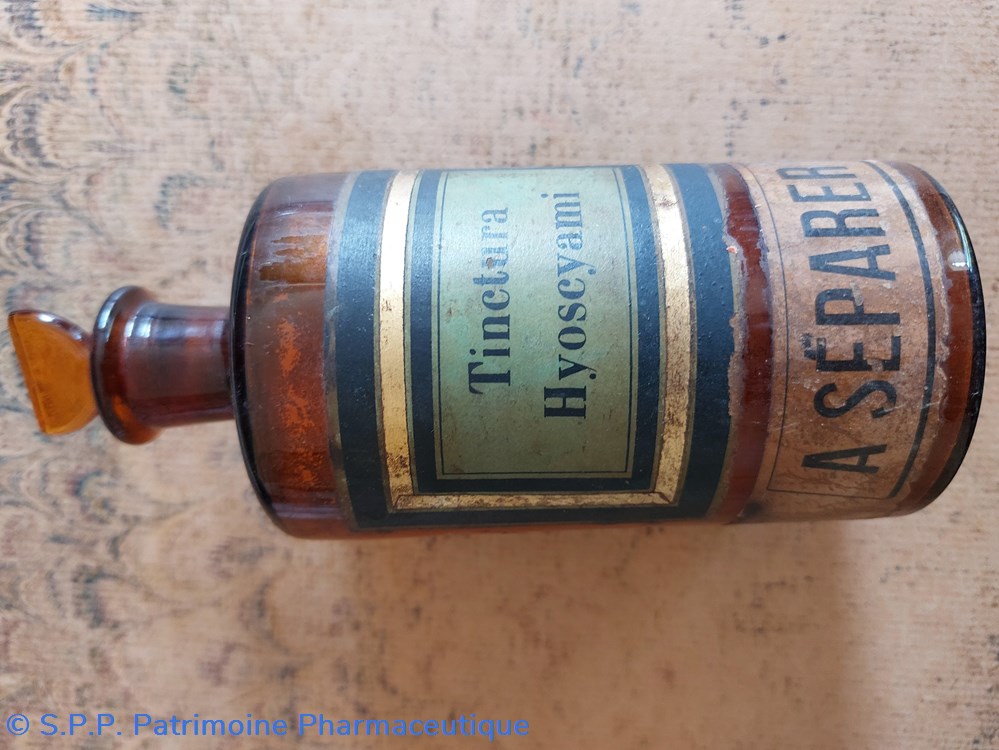 Tinctura
Hyoscyami
A SÉPARER
© S.P.P. Patrimoine Pharmaceutique